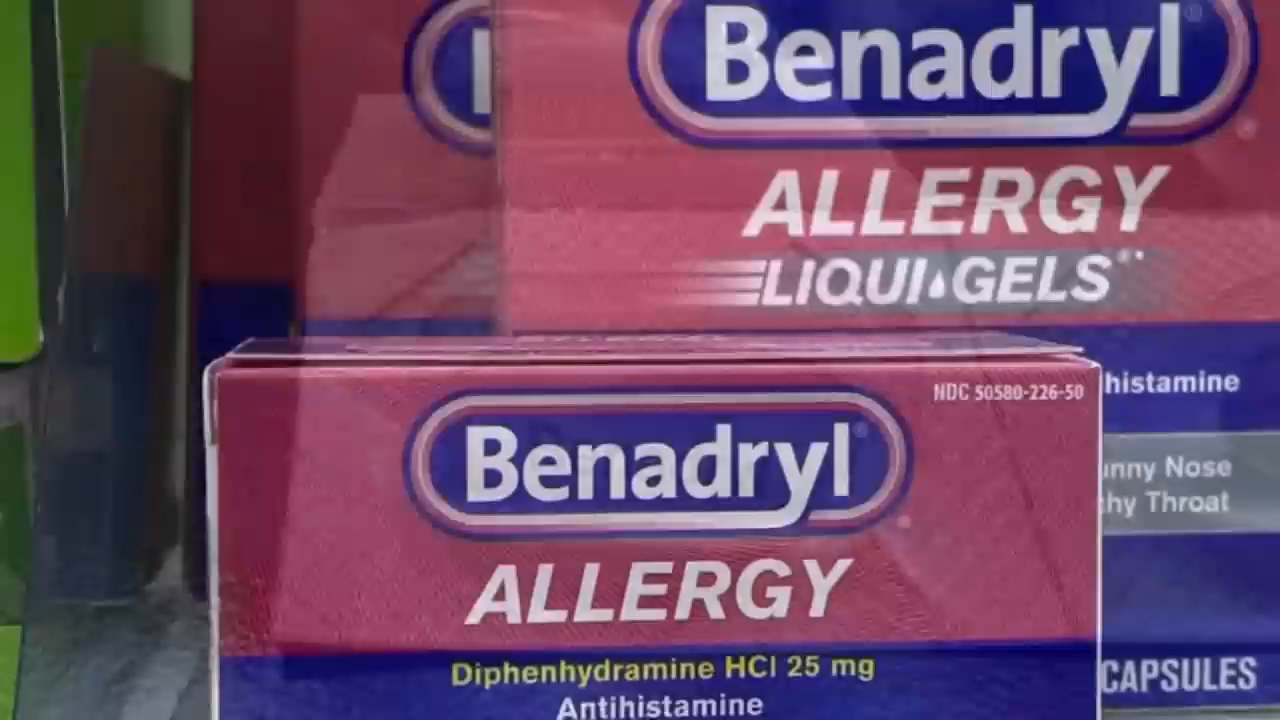 Benadryl®
ALLERGY
LIQUI GELS
histamine
unny Nose
hy Throat
CAPSULES
NDC 50580-226-50
Benadryl®
ALLERGY
Diphenhydramine HCl 25 mg
Antihistamine